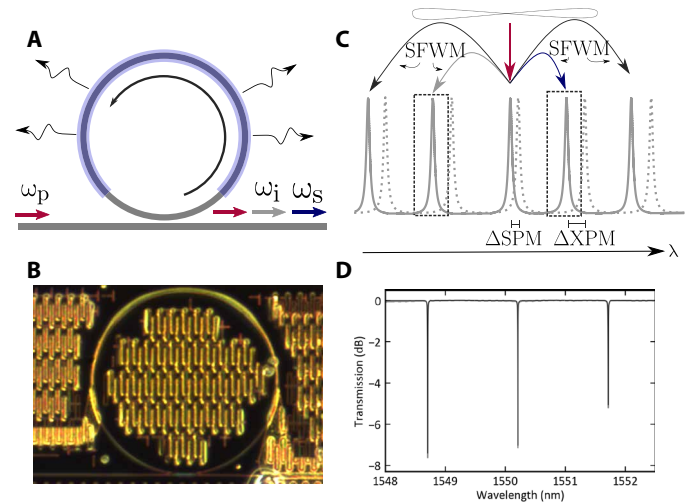 A
ωp
ωi
ωs
B
C
SFWM
SFWM
ΔSPM
ΔXPM
λ
D
Transmission (dB)
0
−2
−4
−6
−8
1548
1549
1550
1551
1552
Wavelength (nm)